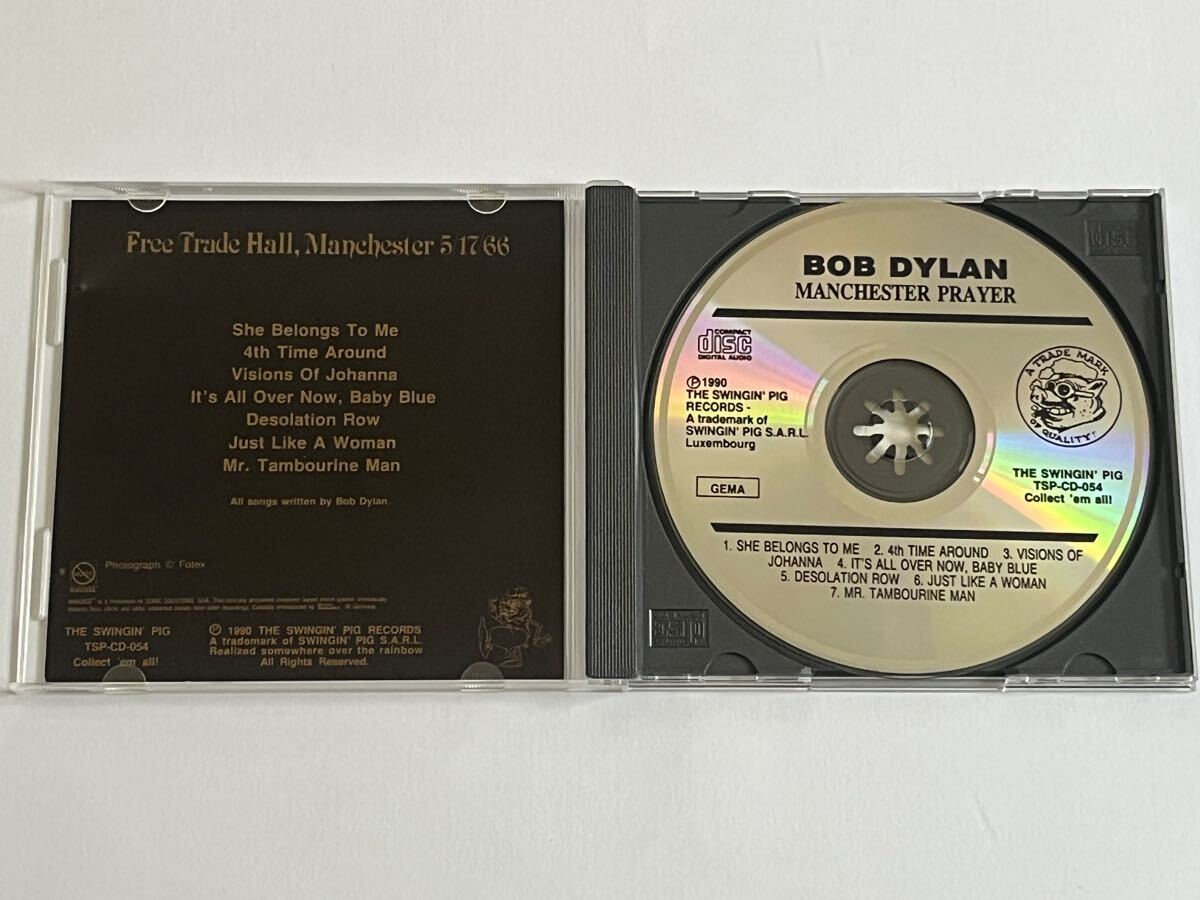 Free Trade Hall, Manchester 5/17/66
She Belongs To Me
4th Time Around
Visions Of Johanna
It's All Over Now, Baby Blue
Desolation Row
Just Like A Woman
Mr. Tambourine Man
All songs written by Bob Dylan.
Photograph © Fotex
THE SWINGIN' PIG
TSP-CD-054
Collect 'em all!
℗ 1990 THE SWINGIN' PIG RECORDS
A trademark of SWINGIN' PIG S.A.R.L.
Realized somewhere over the rainbow
All Rights Reserved.
BOB DYLAN
MANCHESTER PRAYER
COMPACT
disc
DIGITAL AUDIO
℗ 1990
THE SWINGIN' PIG
RECORDS -
A trademark of
SWINGIN' PIG S.A.R.L.
Luxembourg
GEMA
A TRADE MARK
OF QUALITY!
THE SWINGIN' PIG
TSP-CD-054
Collect 'em all!
1. SHE BELONGS TO ME 2. 4th TIME AROUND 3. VISIONS OF
JOHANNA 4. IT'S ALL OVER NOW, BABY BLUE
5. DESOLATION ROW 6. JUST LIKE A WOMAN
7. MR. TAMBOURINE MAN
disc